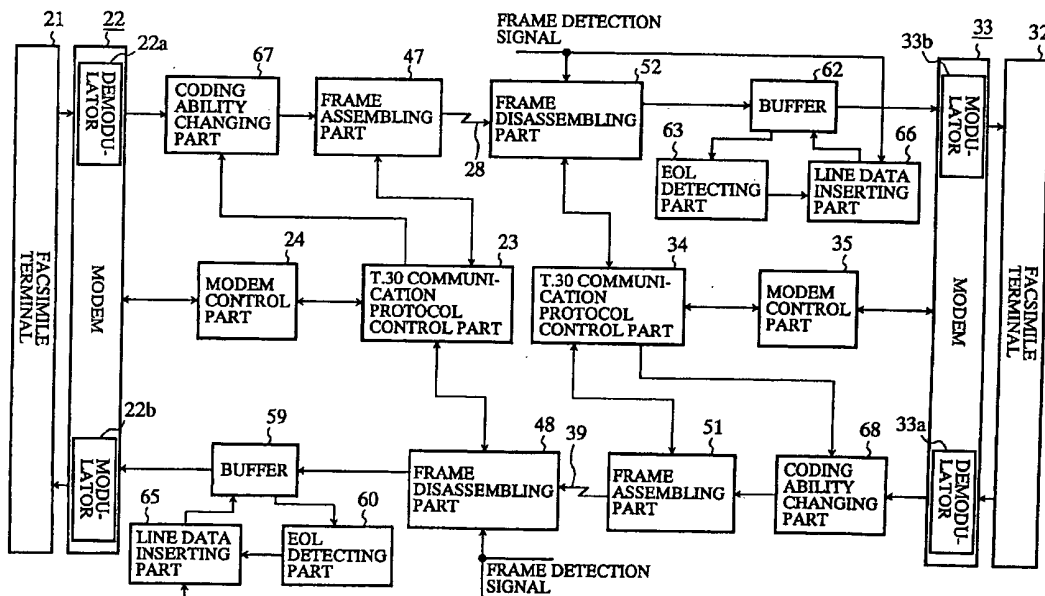 21
22
22a
67
47
FRAME DETECTION
SIGNAL
52
62
33b
33
32
DEMODU-
LATOR
CODING
ABILITY
CHANGING
PART
FRAME
ASSEMBLING
PART
28
FRAME
DISASSEMBLING
PART
BUFFER
MODU-
LATOR
63
EOL
DETECTING
PART
66
LINE DATA
INSERTING
PART
FACSIMILE
TERMINAL
MODEM
24
MODEM
CONTROL
PART
23
T.30 COMMUNI-
CATION
PROTOCOL
CONTROL PART
34
T.30 COMMUNI-
CATION
PROTOCOL
CONTROL PART
35
MODEM
CONTROL
PART
MODEM
FACSIMILE
TERMINAL
22b
MODU-
LATOR
59
BUFFER
48
FRAME
DISASSEMBLING
PART
39
51
FRAME
ASSEMBLING
PART
68
CODING
ABILITY
CHANGING
PART
33a
DEMODU-
LATOR
65
LINE DATA
INSERTING
PART
60
EOL
DETECTING
PART
FRAME DETECTION
SIGNAL